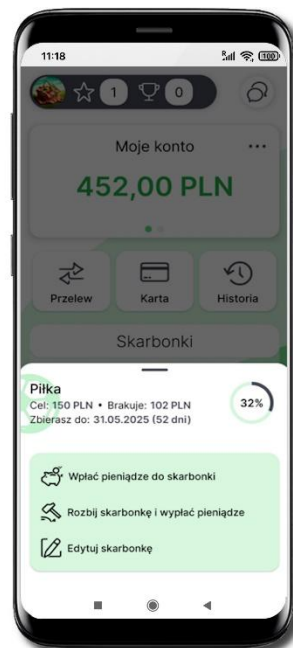 11:18
R
100
1
0
Moje konto
452,00 PLN
Przelew
Karta
Historia
Skarbonki
Piłka
Cel: 150 PLN • Brakuje: 102 PLN
Zbierasz do: 31.05.2025 (52 dni)
32%
Wpłać pieniądze do skarbonki
Rozbij skarbonkę i wypłać pieniądze
Edytuj skarbonkę